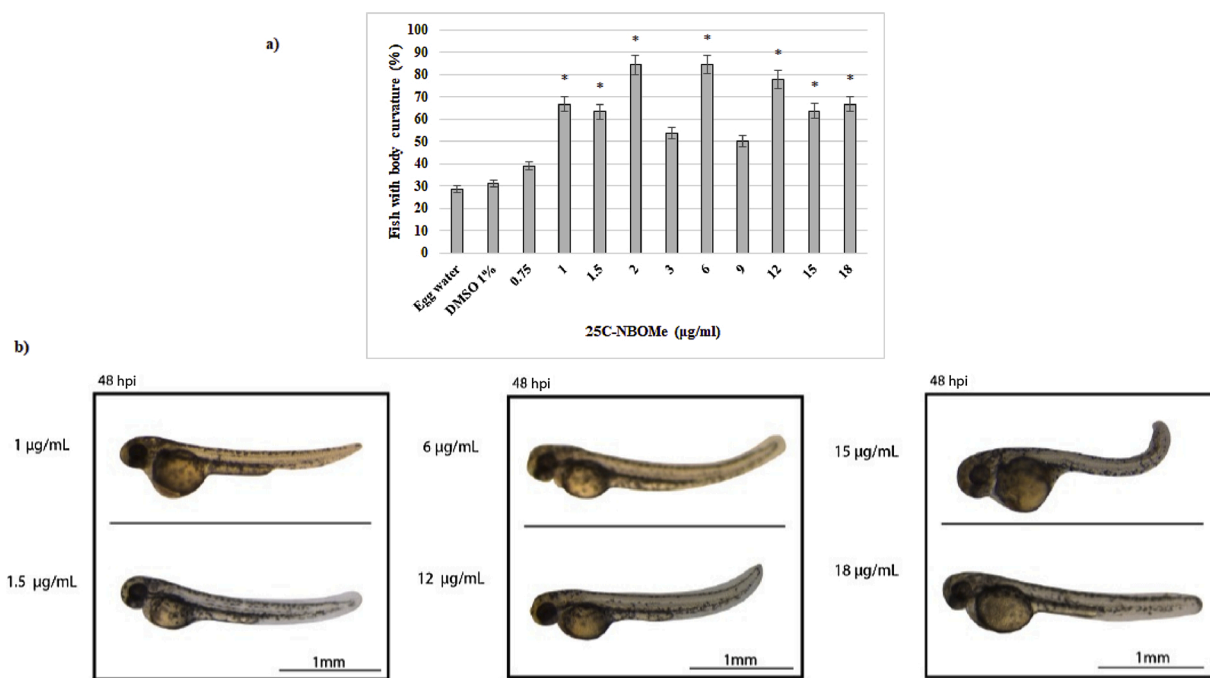 a)
Fish with body curvature (%)
100
90
80
70
60
50
40
30
20
10
0
* * * * * * *
Egg water DMSO 1% 0.75 1 1.5 2 3 6 9 12 15 18
25C-NBOMe (µg/ml)
b)
48 hpi
1 µg/mL
1.5 µg/mL
1mm
48 hpi
6 µg/mL
12 µg/mL
1mm
48 hpi
15 µg/mL
18 µg/mL
1mm